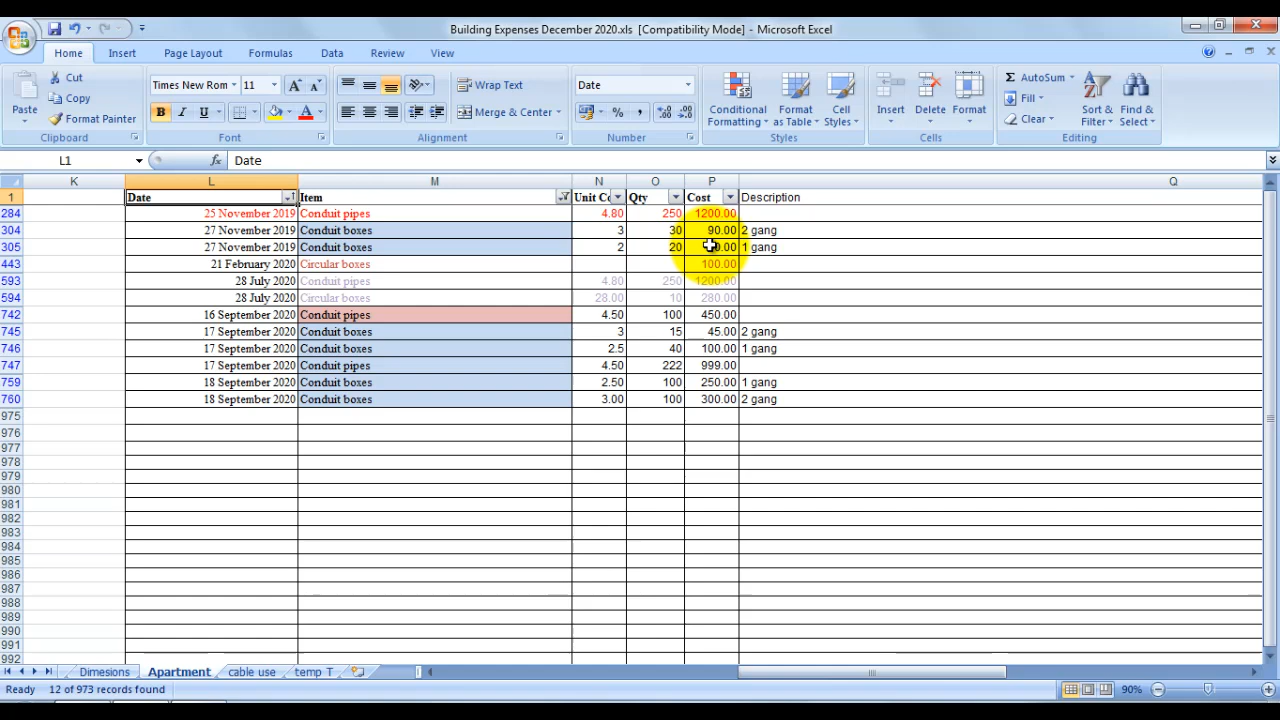 Building Expenses December 2020.xls [Compatibility Mode] - Microsoft Excel
Home Insert Page Layout Formulas Data Review View
Paste Cut Copy Format Painter Clipboard
Times New Rom 11 B I U Font
Wrap Text Merge & Center Alignment
Date % Number
Conditional Formatting Format as Table Cell Styles Styles
Insert Delete Format Cells
AutoSum Fill Clear Sort & Filter Find & Select Editing
L1 fx Date
K L M N O P Q
1 Date Item Unit Co Qty Cost Description
284 25 November 2019 Conduit pipes 4.80 250 1200.00
304 27 November 2019 Conduit boxes 3 30 90.00 2 gang
305 27 November 2019 Conduit boxes 2 20 1 gang
443 21 February 2020 Circular boxes 100.00
593 28 July 2020 Conduit pipes 4.80 250 1200.00
594 28 July 2020 Circular boxes 28.00 10 280.00
742 16 September 2020 Conduit pipes 4.50 100 450.00
745 17 September 2020 Conduit boxes 3 15 45.00 2 gang
746 17 September 2020 Conduit boxes 2.5 40 100.00 1 gang
747 17 September 2020 Conduit pipes 4.50 222 999.00
759 18 September 2020 Conduit boxes 2.50 100 250.00 1 gang
760 18 September 2020 Conduit boxes 3.00 100 300.00 2 gang
975
976
977
978
979
980
981
982
983
984
985
986
987
988
989
990
991
992
Dimesions Apartment cable use temp T
Ready 12 of 973 records found 90%